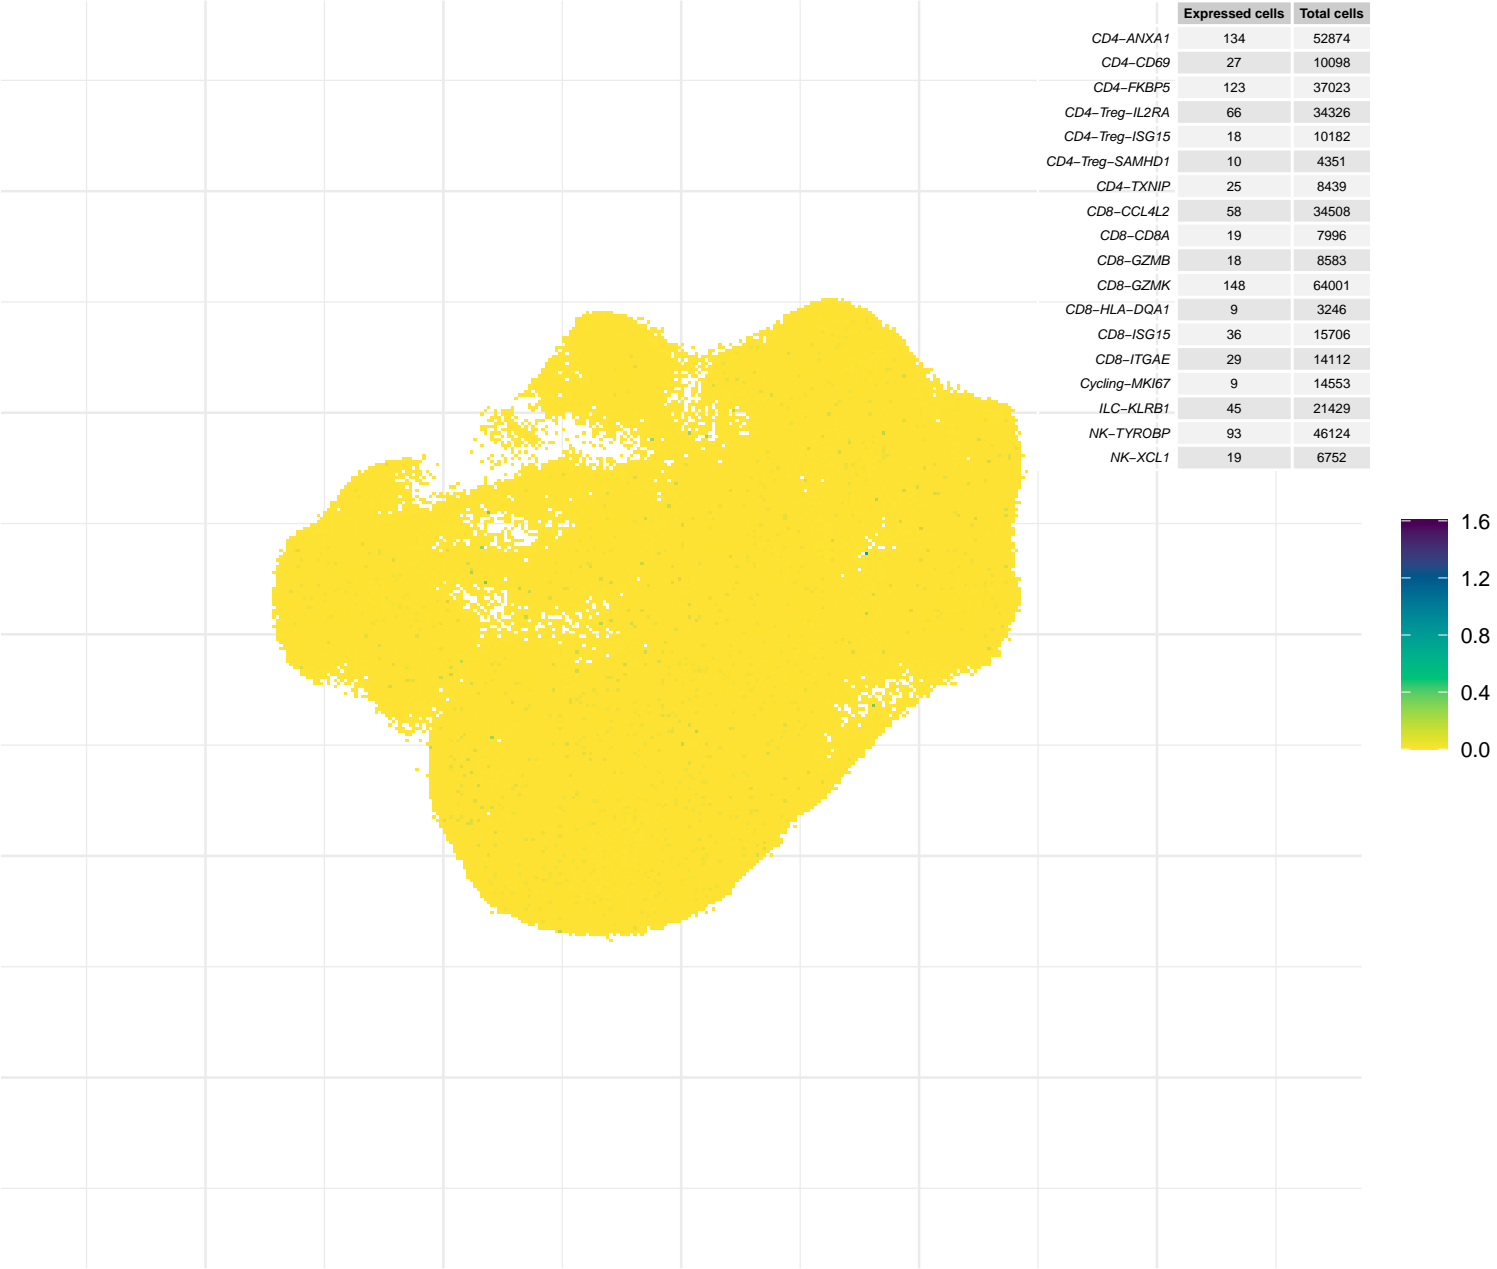 Expressed cells Total cells
CD4−ANXA1 134 52874
CD4−CD69 27 10098
CD4−FKBP5 123 37023
CD4−Treg−IL2RA 66 34326
CD4−Treg−ISG15 18 10182
CD4−Treg−SAMHD1 10 4351
CD4−TXNIP 25 8439
CD8−CCL4L2 58 34508
CD8−CD8A 19 7996
CD8−GZMB 18 8583
CD8−GZMK 148 64001
CD8−HLA−DQA1 9 3246
CD8−ISG15 36 15706
CD8−ITGAE 29 14112
Cycling−MKI67 9 14553
ILC−KLRB1 45 21429
NK−TYROBP 93 46124
NK−XCL1 19 6752
1.6
1.2
0.8
0.4
0.0